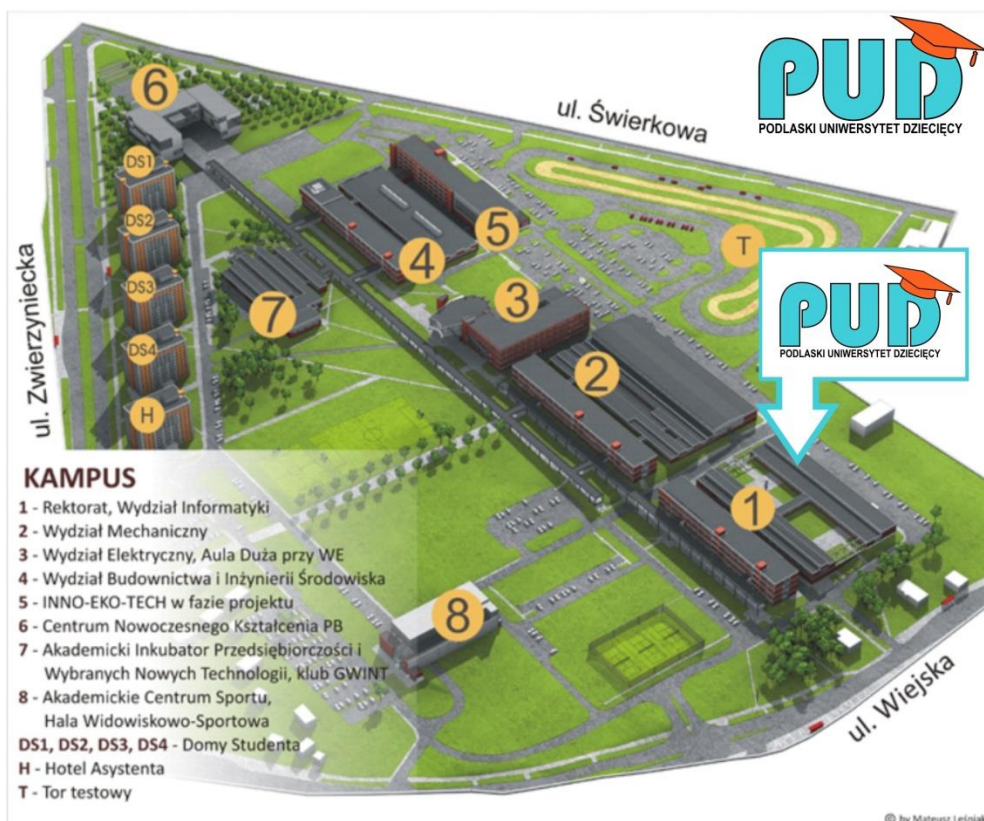 PUD
PODLASKI UNIWERSYTET DZIECIĘCY
ul. Świerkowa
6
DS1
DS2
DS3
DS4
H
5
4
3
T
7
2
1
8
ul. Zwierzyniecka
PUD
PODLASKI UNIWERSYTET DZIECIĘCY
ul. Wiejska
KAMPUS
1 - Rektorat, Wydział Informatyki
2 - Wydział Mechaniczny
3 - Wydział Elektryczny, Aula Duża przy WE
4 - Wydział Budownictwa i Inżynierii Środowiska
5 - INNO-EKO-TECH w fazie projektu
6 - Centrum Nowoczesnego Kształcenia PB
7 - Akademicki Inkubator Przedsiębiorczości i
Wybranych Nowych Technologii, klub GWINT
8 - Akademickie Centrum Sportu,
Hala Widowiskowo-Sportowa
DS1, DS2, DS3, DS4 - Domy Studenta
H - Hotel Asystenta
T - Tor testowy
© by Mateusz Leśniak